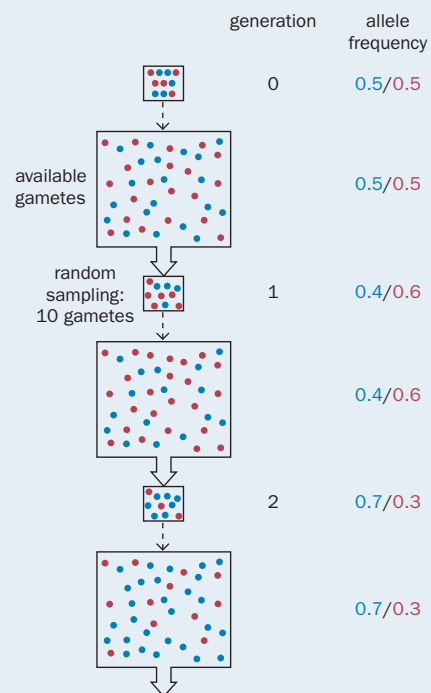 generation
allele
frequency
0
0.5/0.5
available
gametes
0.5/0.5
random
sampling:
10 gametes
1
0.4/0.6
0.4/0.6
2
0.7/0.3
0.7/0.3